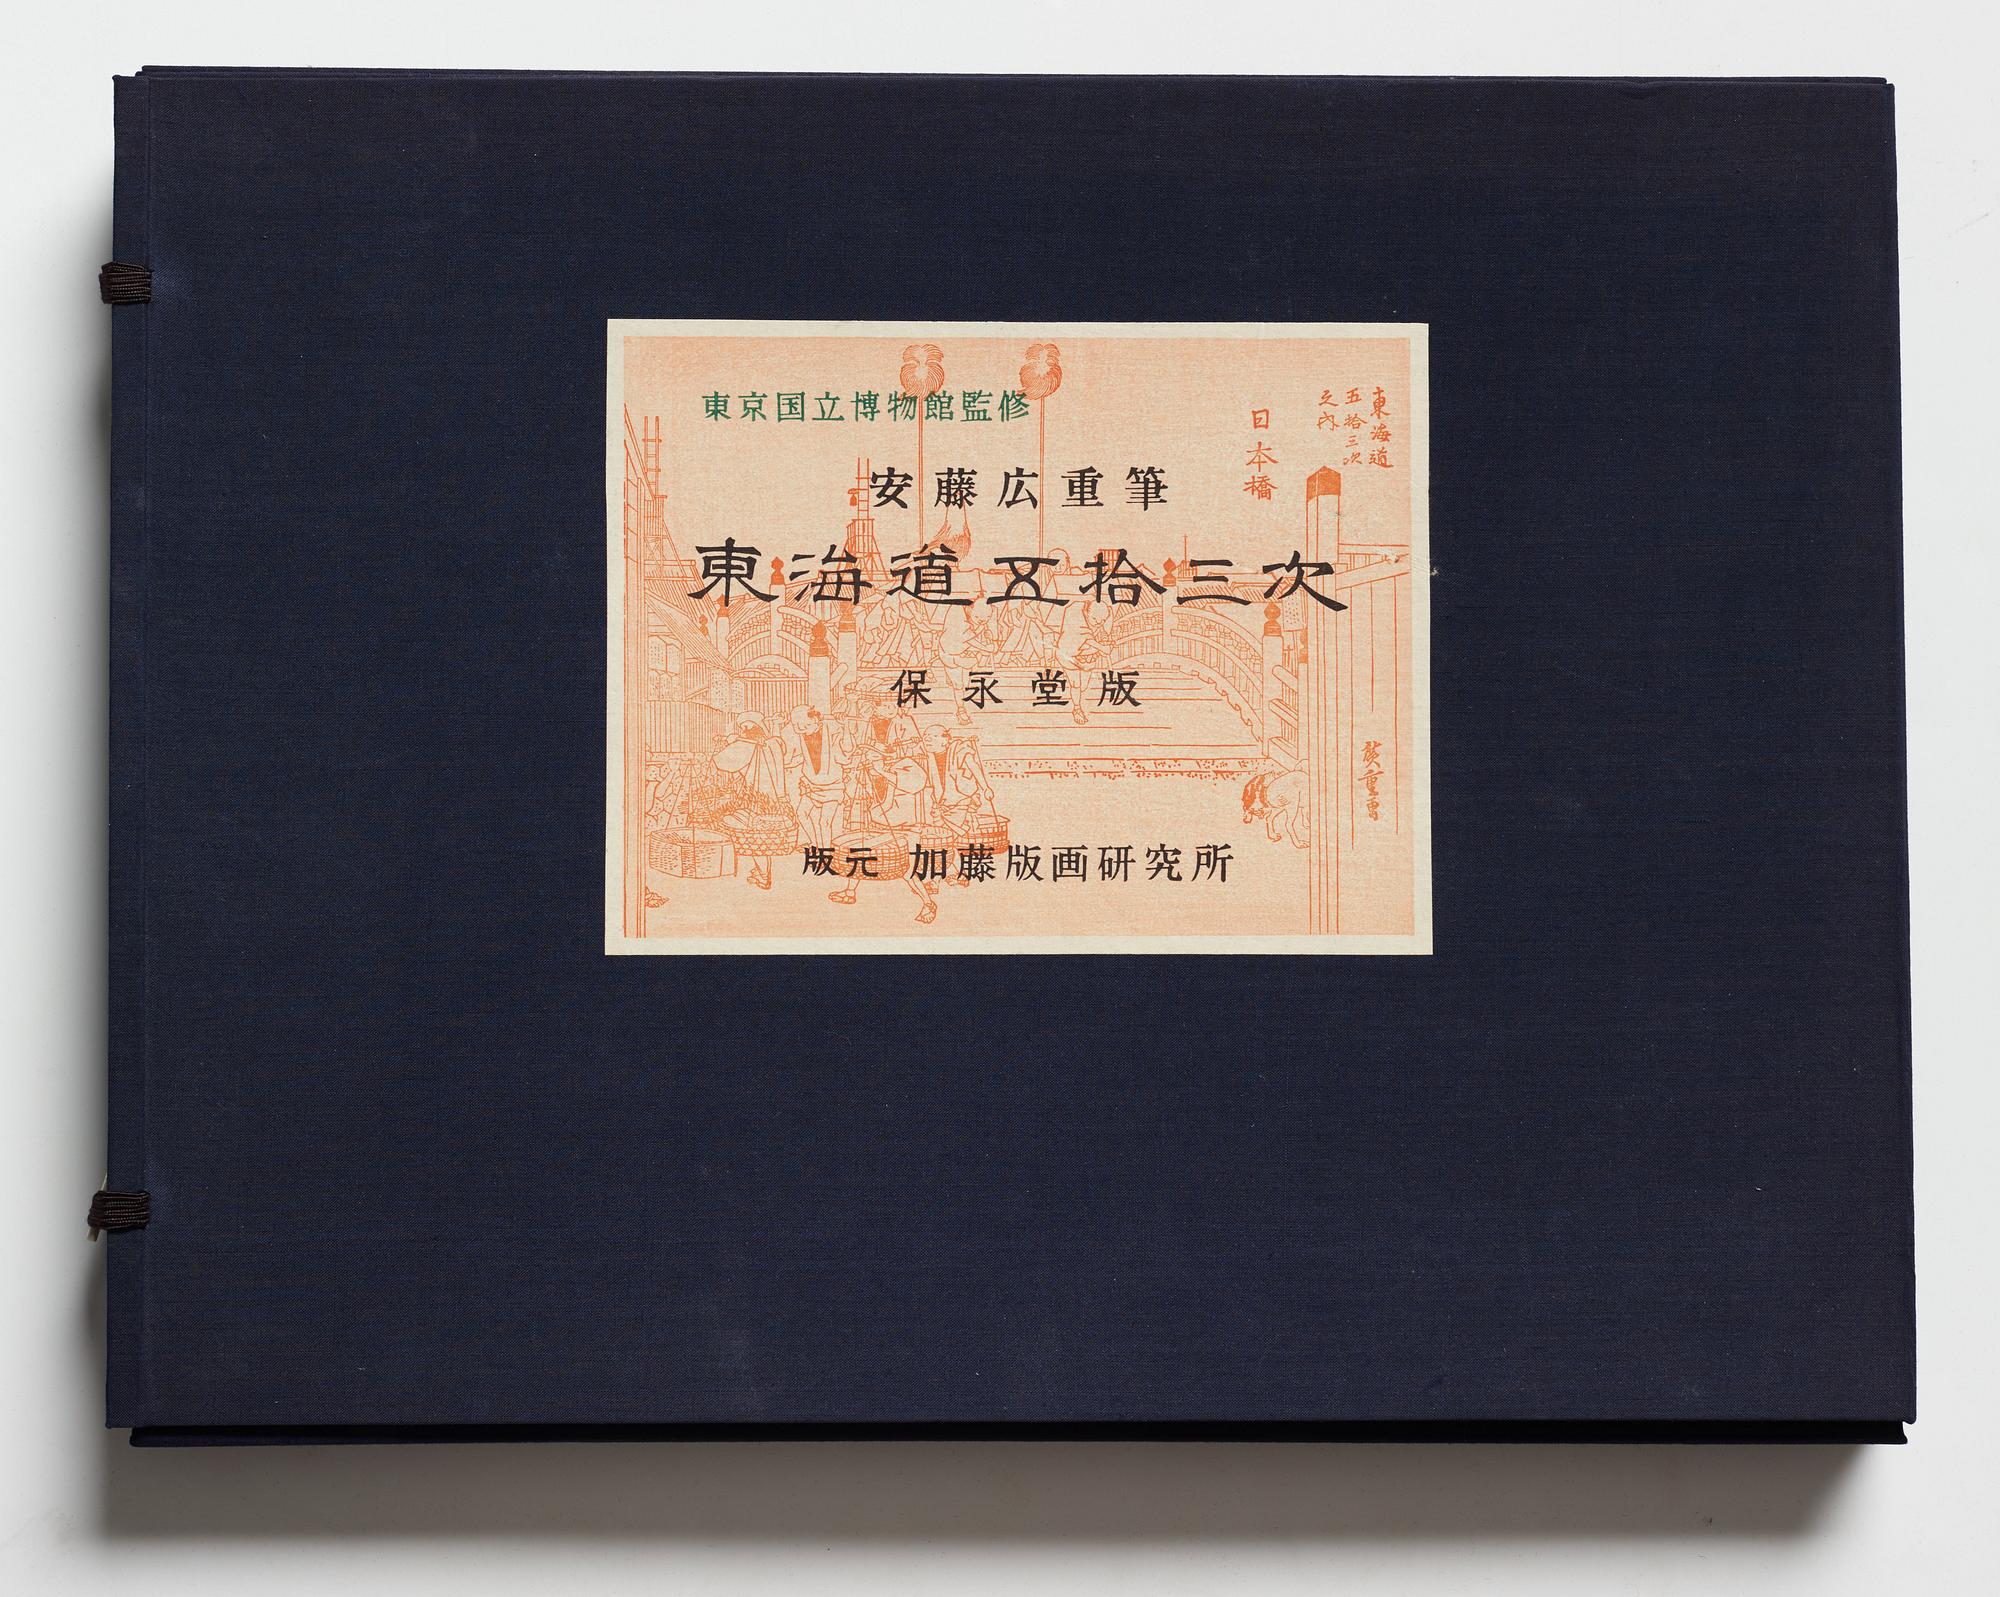 東京国立博物館監修
安藤広重筆
東海道五拾三次
保永堂版
版元 加藤版画研究所
東海道
五拾三次
之内
日本橋
廣重画